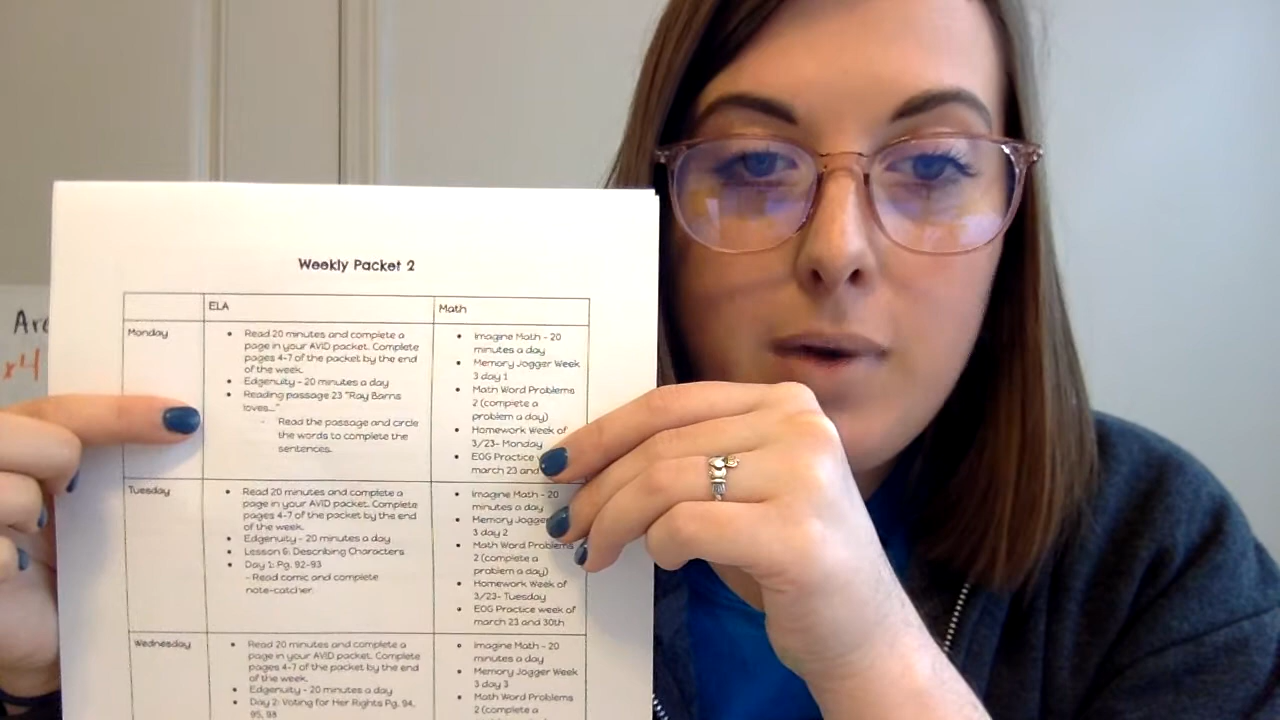 Weekly Packet 2
ELA
Math
Monday
Read 20 minutes and complete a
page in your AVID packet. Complete
pages 4-7 of the packet by the end
of the week.
Edgenuity - 20 minutes a day
Reading passage 23 "Ray Barns
loves..."
- Read the passage and circle
the words to complete the
sentences.
Imagine Math - 20
minutes a day
Memory Jogger Week
3 day 1
Math Word Problems
2 (complete a
problem a day)
Homework Week of
3/23- Monday
EOG Practice
march 23 and
Tuesday
Read 20 minutes and complete a
page in your AVID packet. Complete
pages 4-7 of the packet by the end
of the week.
Edgenuity - 20 minutes a day
Lesson 6: Describing Characters
Day 1: Pg. 92-93
- Read comic and complete
note-catcher.
Imagine Math - 20
minutes a day
Memory Jogge
3 day 2
Math Word Problems
2 (complete a
problem a day)
Homework Week of
3/23- Tuesday
EOG Practice week of
march 23 and 30th
Wednesday
Read 20 minutes and complete a
page in your AVID packet. Complete
pages 4-7 of the packet by the end
of the week.
Edgenuity - 20 minutes a day
Day 2: Voting for Her Rights Pg. 94,
95, 98
Imagine Math - 20
minutes a day
Memory Jogger Week
3 day 3
Math Word Problems
2 (complete a
Are
x4